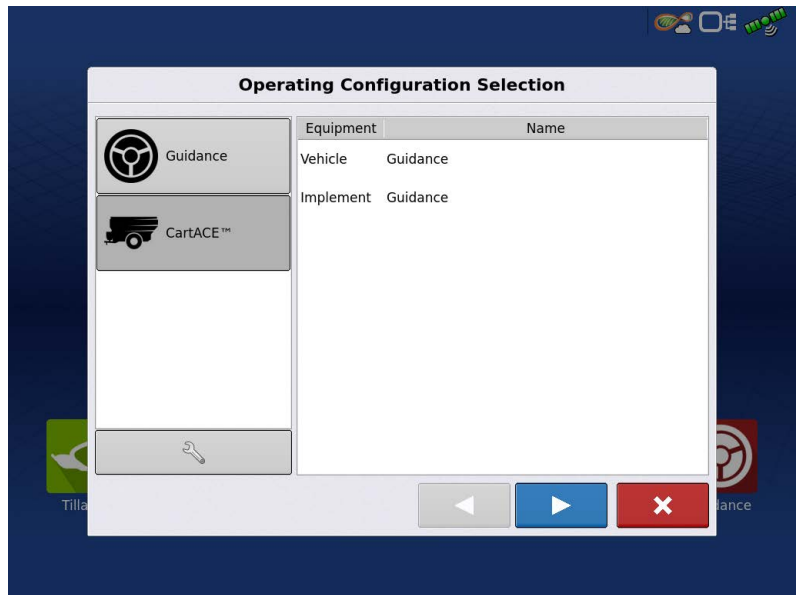 Operating Configuration Selection
Guidance
CartACE™
Equipment Name
Vehicle Guidance
Implement Guidance
Tilla
dance